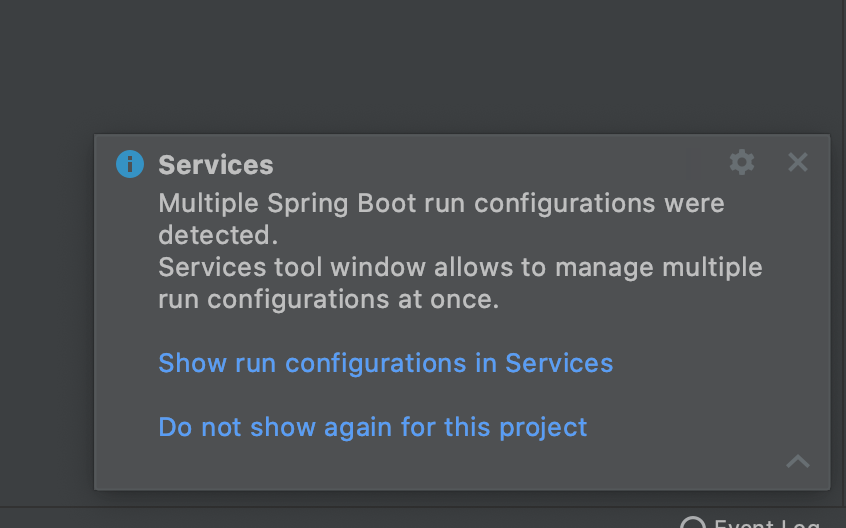 Services
Multiple Spring Boot run configurations were
detected.
Services tool window allows to manage multiple
run configurations at once.
Show run configurations in Services
Do not show again for this project
Event Log